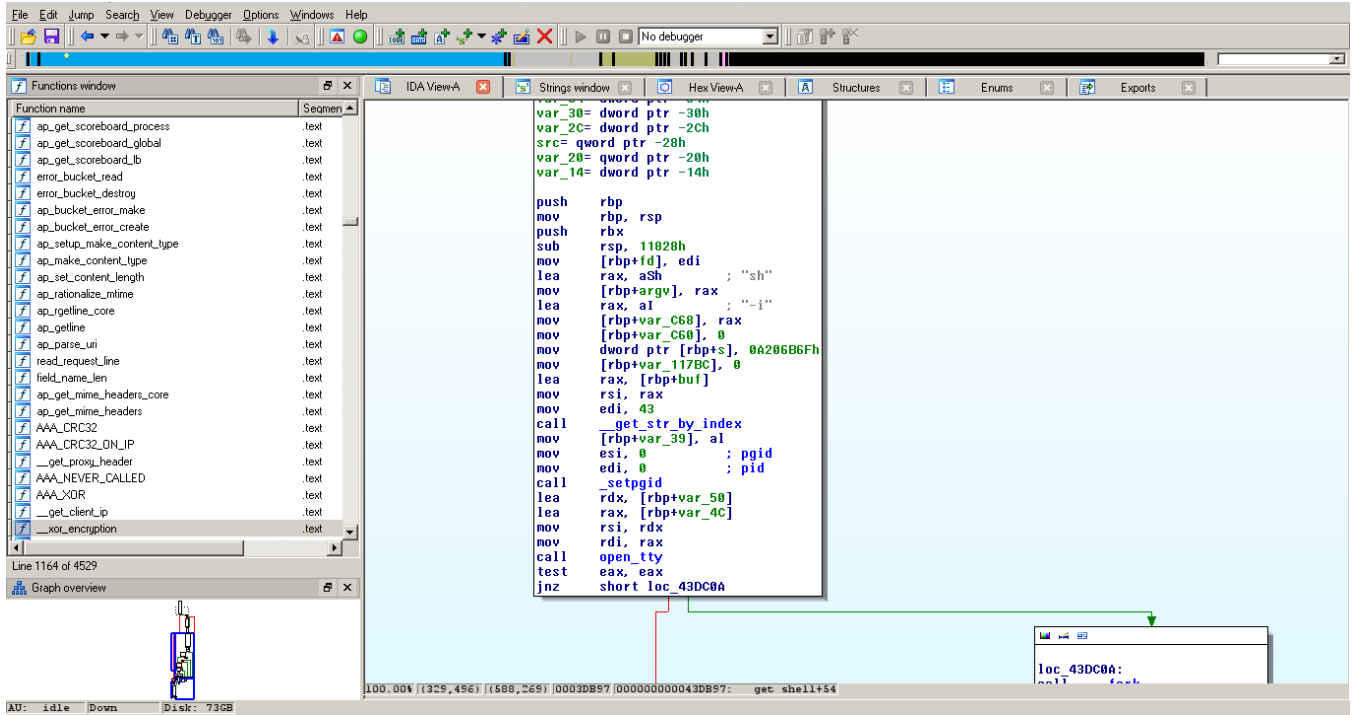 File Edit Jump Search View Debugger Options Windows Help
No debugger
Functions window
IDA View-A Strings window Hex View-A Structures Enums Exports
Function name Segmen
ap_get_scoreboard_process .text
ap_get_scoreboard_global .text
ap_get_scoreboard_lb .text
error_bucket_read .text
error_bucket_destroy .text
ap_bucket_error_make .text
ap_bucket_error_create .text
ap_setup_make_content_type .text
ap_make_content_type .text
ap_set_content_length .text
ap_rationalize_mtime .text
ap_rgetline_core .text
ap_getline .text
ap_parse_uri .text
read_request_line .text
field_name_len .text
ap_get_mime_headers_core .text
ap_get_mime_headers .text
AAA_CRC32 .text
AAA_CRC32_ON_IP .text
__get_proxy_header .text
AAA_NEVER_CALLED .text
AAA_XOR .text
__get_client_ip .text
__xor_encryption .text
Line 1164 of 4529
Graph overview
var_30= dword ptr -30h
var_2C= dword ptr -2Ch
src= qword ptr -28h
var_20= qword ptr -20h
var_14= dword ptr -14h
push rbp
mov rbp, rsp
push rbx
sub rsp, 11828h
mov [rbp+fd], edi
lea rax, aSh ; "sh"
mov [rbp+argv], rax
lea rax, aI ; "-i"
mov [rbp+var_C68], rax
mov [rbp+var_C60], 0
mov dword ptr [rbp+s], 0A206B6Fh
mov [rbp+var_117BC], 0
lea rax, [rbp+buf]
mov rsi, rax
mov edi, 43
call __get_str_by_index
mov [rbp+var_39], al
mov esi, 0 ; pgid
mov edi, 0 ; pid
call _setpgid
lea rdx, [rbp+var_50]
lea rax, [rbp+var_4C]
mov rsi, rdx
mov rdi, rax
call open_tty
test eax, eax
jnz short loc_43DC0A
loc_43DC0A:
100.00% (329,496) (588,269) 0003DB97 000000000043DB97: get shell+54
AU: idle Down Disk: 73GB